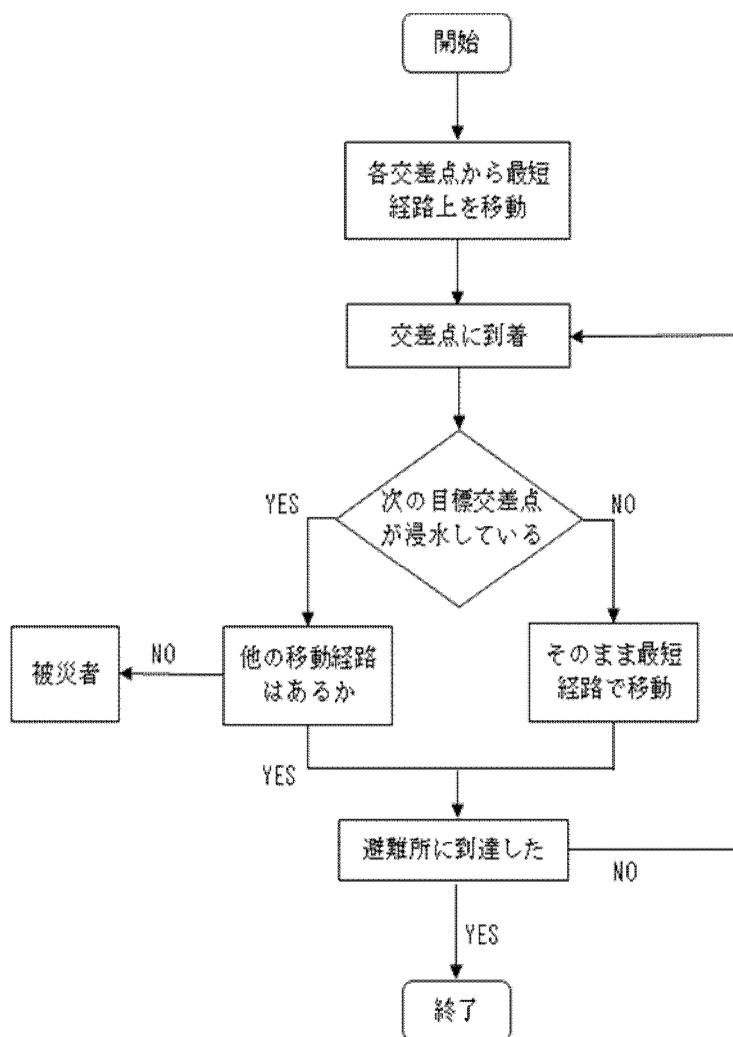 開始
各交差点から最短
経路上を移動
交差点に到着
次の目標交差点
が浸水している
YES
NO
被災者
NO
他の移動経路
はあるか
そのまま最短
経路で移動
YES
避難所に到達した
NO
YES
終了